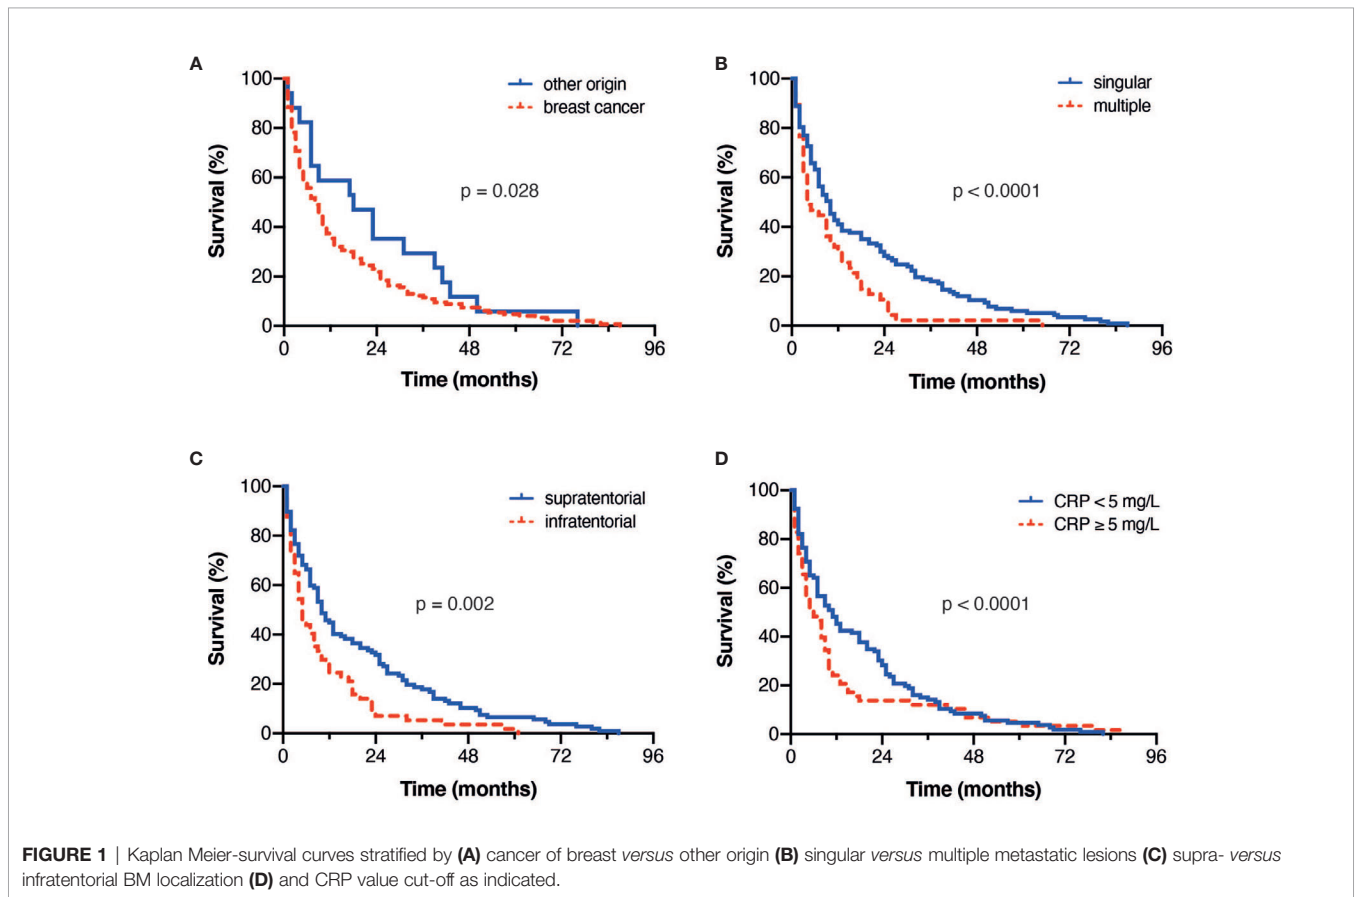 A
100
80
60
40
20
0
Survival (%)
other origin
breast cancer
p = 0.028
0 24 48 72 96
Time (months)
B
100
80
60
40
20
0
Survival (%)
singular
multiple
p < 0.0001
0 24 48 72 96
Time (months)
C
100
80
60
40
20
0
Survival (%)
supratentorial
infratentorial
p = 0.002
0 24 48 72 96
Time (months)
D
100
80
60
40
20
0
Survival (%)
CRP < 5 mg/L
CRP ≥ 5 mg/L
p < 0.0001
0 24 48 72 96
Time (months)
FIGURE 1 | Kaplan Meier-survival curves stratified by (A) cancer of breast versus other origin (B) singular versus multiple metastatic lesions (C) supra- versus
infratentorial BM localization (D) and CRP value cut-off as indicated.